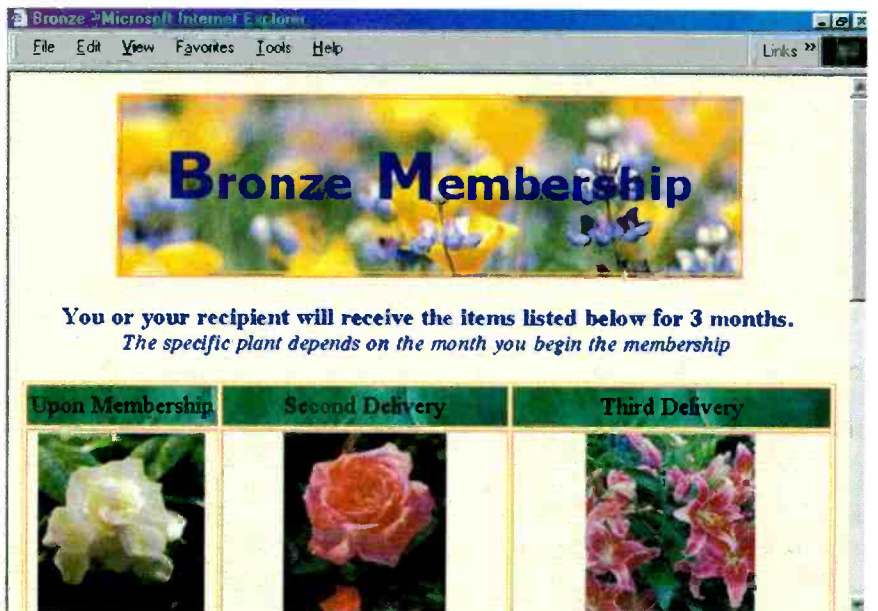 Bronze - Microsoft Internet Explorer
File Edit View Favorites Tools Help
Links »
Bronze Membership
You or your recipient will receive the items listed below for 3 months.
The specific plant depends on the month you begin the membership
Upon Membership Second Delivery Third Delivery